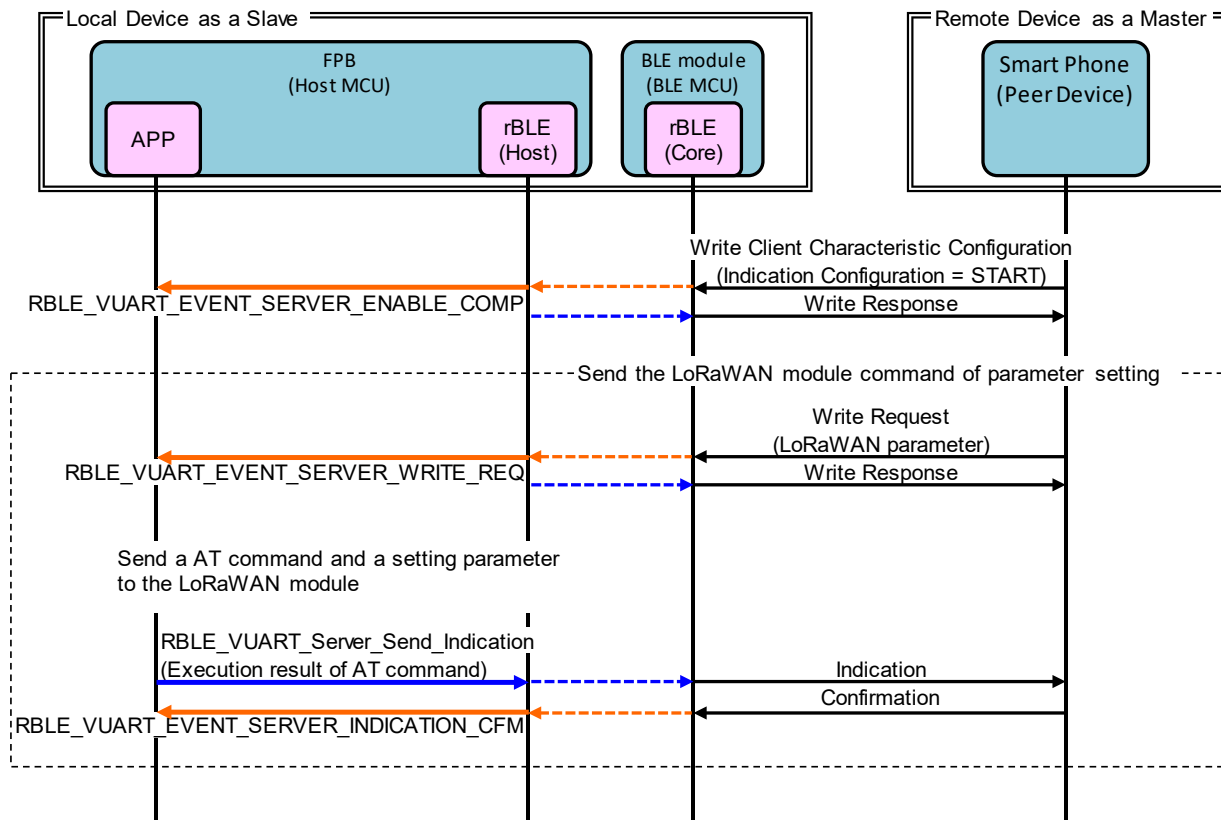 Local Device as a Slave
Remote Device as a Master
FPB
(Host MCU)
BLE module
(BLE MCU)
Smart Phone
(Peer Device)
APP
rBLE
(Host)
rBLE
(Core)
Write Client Characteristic Configuration
(Indication Configuration = START)
RBLE_VUART_EVENT_SERVER_ENABLE_COMP
Write Response
Send the LoRaWAN module command of parameter setting
Write Request
(LoRaWAN parameter)
RBLE_VUART_EVENT_SERVER_WRITE_REQ
Write Response
Send a AT command and a setting parameter
to the LoRaWAN module
RBLE_VUART_Server_Send_Indication
(Execution result of AT command)
Indication
Confirmation
RBLE_VUART_EVENT_SERVER_INDICATION_CFM